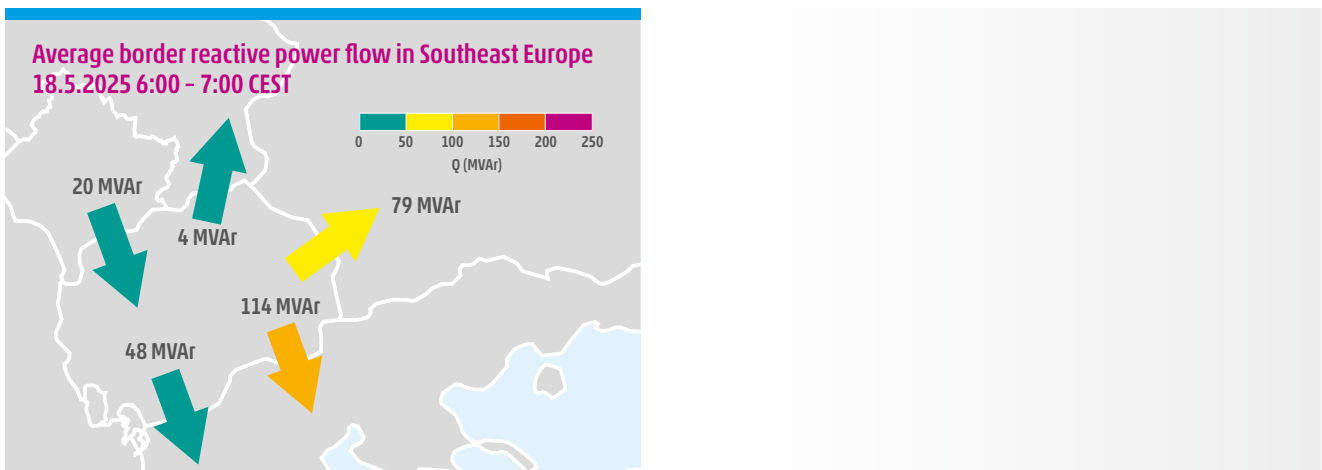 Average border reactive power flow in Southeast Europe
18.5.2025 6:00 – 7:00 CEST
0 50 100 150 200 250
Q (MVAr)
20 MVAr
79 MVAr
4 MVAr
114 MVAr
48 MVAr